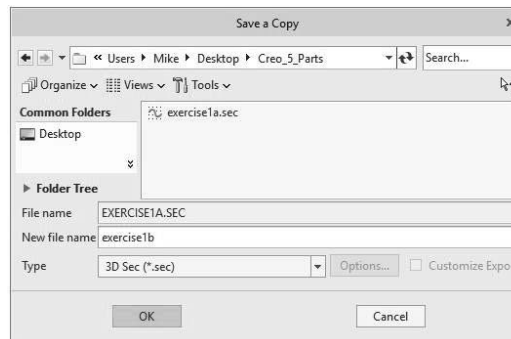 Save a Copy
« Users Mike Desktop Creo_5_Parts Search...
Organize Views Tools
Common Folders
exercise1a.sec
Desktop
Folder Tree
File name EXERCISE1A.SEC
New file name exercise1b
Type 3D Sec (*.sec) Options... Customize Expo
OK Cancel